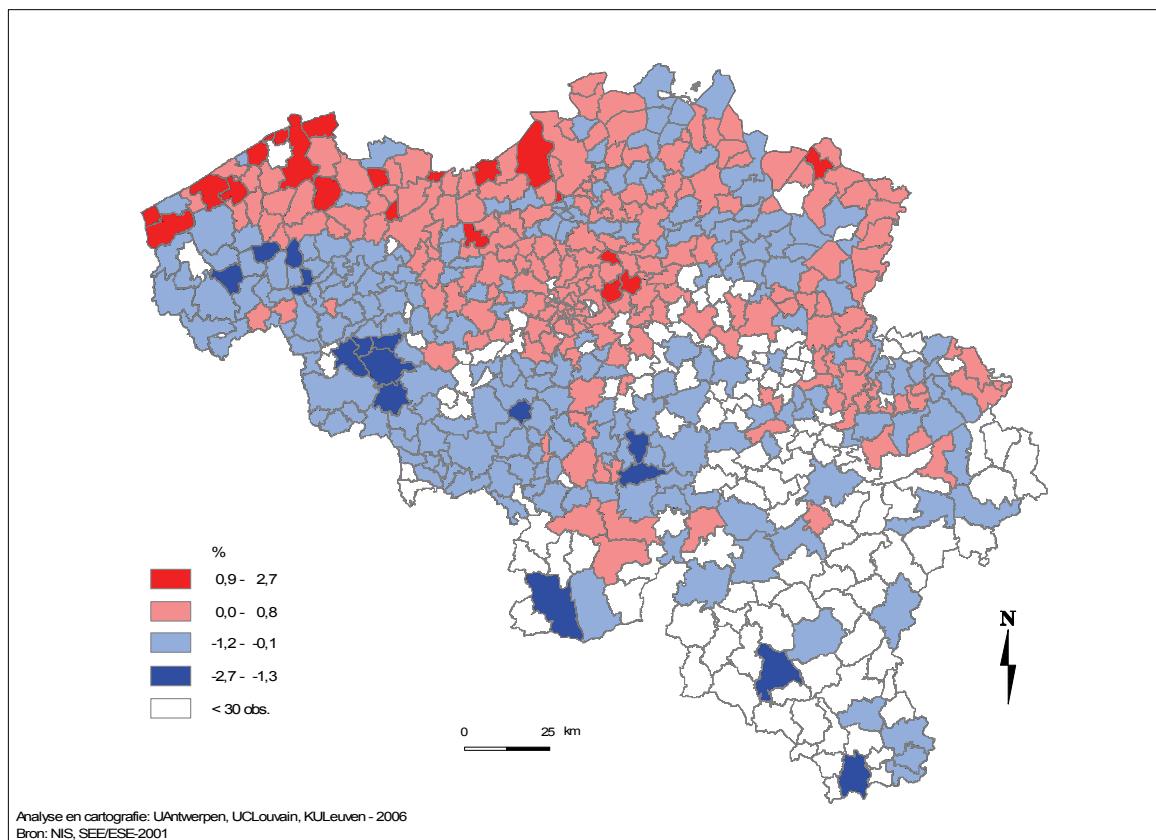 %
0,9 - 2,7
0,0 - 0,8
-1,2 - -0,1
-2,7 - -1,3
< 30 obs.
0 25 km
N
Analyse en cartografie: UAntwerpen, UCLouvain, KULeuven - 2006
Bron: NIS, SEE/ESE-2001